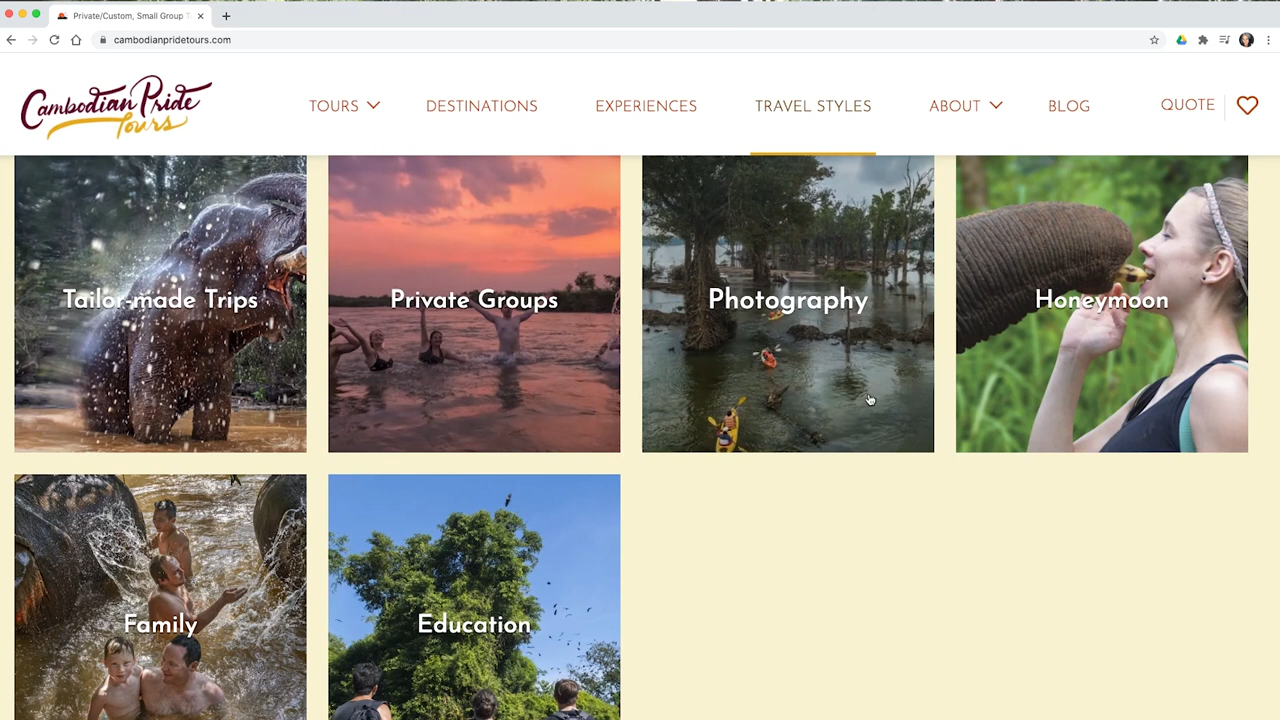 Private/Custom, Small Group T
cambodianpridetours.com
Cambodian Pride
Tours
TOURS
DESTINATIONS
EXPERIENCES
TRAVEL STYLES
ABOUT
BLOG
QUOTE
Tailor-made Trips
Private Groups
Photography
Honeymoon
Family
Education